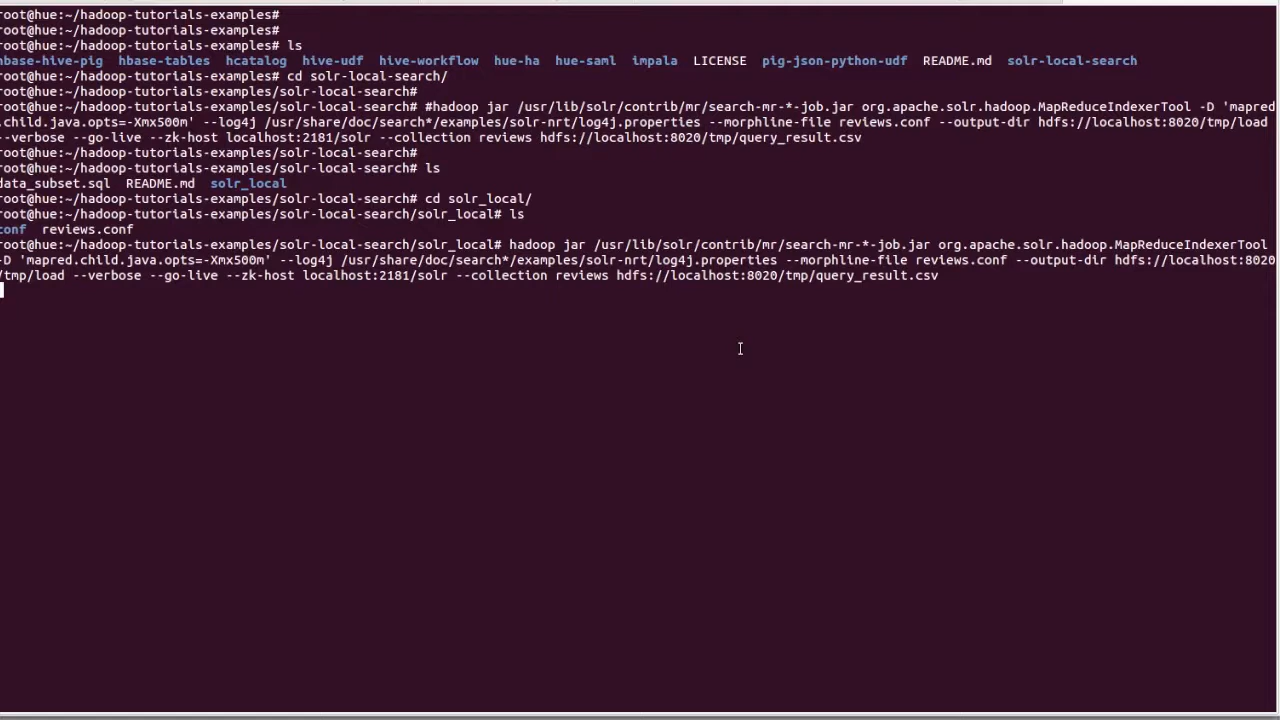 root@hue:~/hadoop-tutorials-examples#
root@hue:~/hadoop-tutorials-examples#
root@hue:~/hadoop-tutorials-examples# ls
hbase-hive-pig  hbase-tables  hcatalog  hive-udf  hive-workflow  hue-ha  hue-saml  impala  LICENSE  pig-json-python-udf  README.md  solr-local-search
root@hue:~/hadoop-tutorials-examples# cd solr-local-search/
root@hue:~/hadoop-tutorials-examples/solr-local-search#
root@hue:~/hadoop-tutorials-examples/solr-local-search# #hadoop jar /usr/lib/solr/contrib/mr/search-mr-*-job.jar org.apache.solr.hadoop.MapReduceIndexerTool -D 'mapred
.child.java.opts=-Xmx500m' --log4j /usr/share/doc/search*/examples/solr-nrt/log4j.properties --morphline-file reviews.conf --output-dir hdfs://localhost:8020/tmp/load
--verbose --go-live --zk-host localhost:2181/solr --collection reviews hdfs://localhost:8020/tmp/query_result.csv
root@hue:~/hadoop-tutorials-examples/solr-local-search#
root@hue:~/hadoop-tutorials-examples/solr-local-search# ls
data_subset.sql  README.md  solr_local
root@hue:~/hadoop-tutorials-examples/solr-local-search# cd solr_local/
root@hue:~/hadoop-tutorials-examples/solr-local-search/solr_local# ls
conf  reviews.conf
root@hue:~/hadoop-tutorials-examples/solr-local-search/solr_local# hadoop jar /usr/lib/solr/contrib/mr/search-mr-*-job.jar org.apache.solr.hadoop.MapReduceIndexerTool
-D 'mapred.child.java.opts=-Xmx500m' --log4j /usr/share/doc/search*/examples/solr-nrt/log4j.properties --morphline-file reviews.conf --output-dir hdfs://localhost:8020
/tmp/load --verbose --go-live --zk-host localhost:2181/solr --collection reviews hdfs://localhost:8020/tmp/query_result.csv